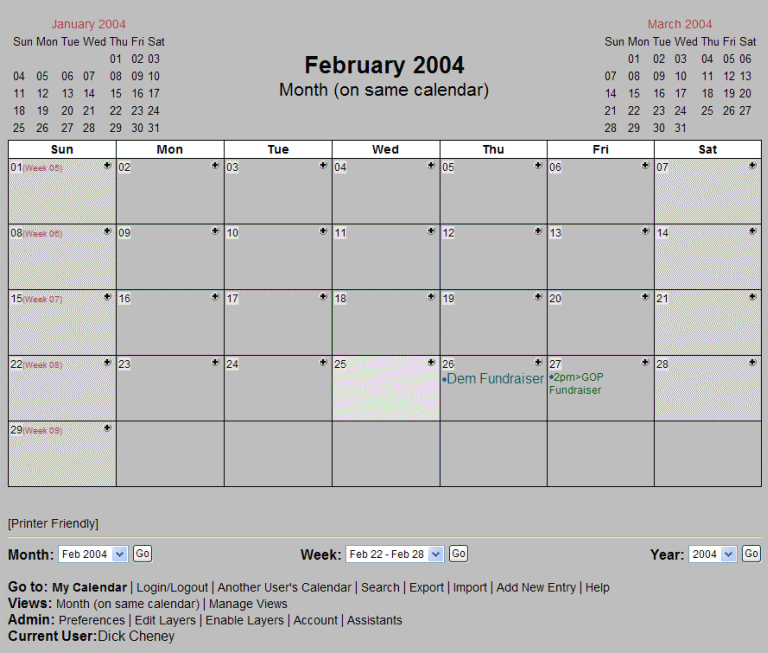 January 2004
Sun Mon Tue Wed Thu Fri Sat
01 02 03
04 05 06 07 08 09 10
11 12 13 14 15 16 17
18 19 20 21 22 23 24
25 26 27 28 29 30 31
February 2004
Month (on same calendar)
March 2004
Sun Mon Tue Wed Thu Fri Sat
01 02 03 04 05 06
07 08 09 10 11 12 13
14 15 16 17 18 19 20
21 22 23 24 25 26 27
28 29 30 31
Sun Mon Tue Wed Thu Fri Sat
01(Week 05) 02 03 04 05 06 07
08(Week 06) 09 10 11 12 13 14
15(Week 07) 16 17 18 19 20 21
22(Week 08) 23 24 25 26 27 28
Dem Fundraiser 2pm>GOP
Fundraiser
29(Week 09)
[Printer Friendly]
Month: Feb 2004 Go Week: Feb 22 - Feb 28 Go Year: 2004 Go
Go to: My Calendar | Login/Logout | Another User's Calendar | Search | Export | Import | Add New Entry | Help
Views: Month (on same calendar) | Manage Views
Admin: Preferences | Edit Layers | Enable Layers | Account | Assistants
Current User:Dick Cheney